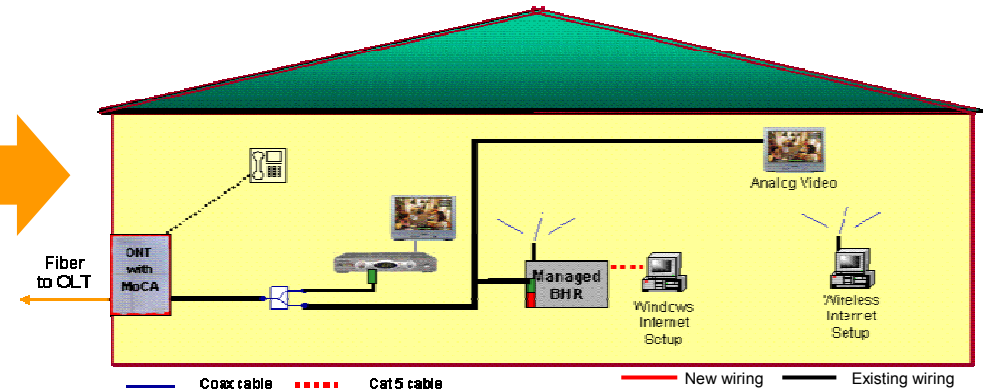 Analog Video
ONT
with
MoCA
Fiber
to OLT
Managed
BHR
Windows
Internet
Setup
Wireless
Internet
Setup
Coax cable
Cat 5 cable
New wiring
Existing wiring